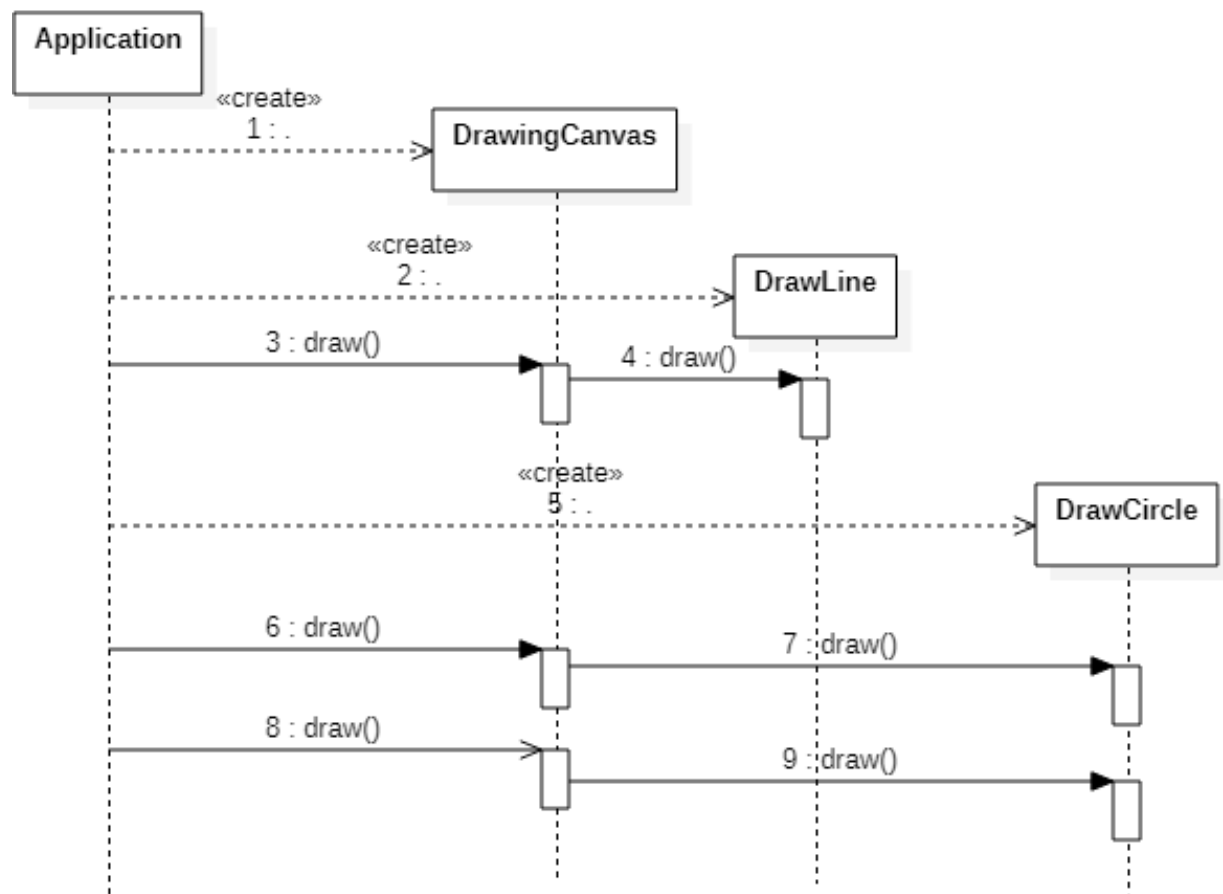 Application
«create»
1 : .
DrawingCanvas
«create»
2 : .
DrawLine
3 : draw()
4 : draw()
«create»
5 : .
DrawCircle
6 : draw()
7 : draw()
8 : draw()
9 : draw()